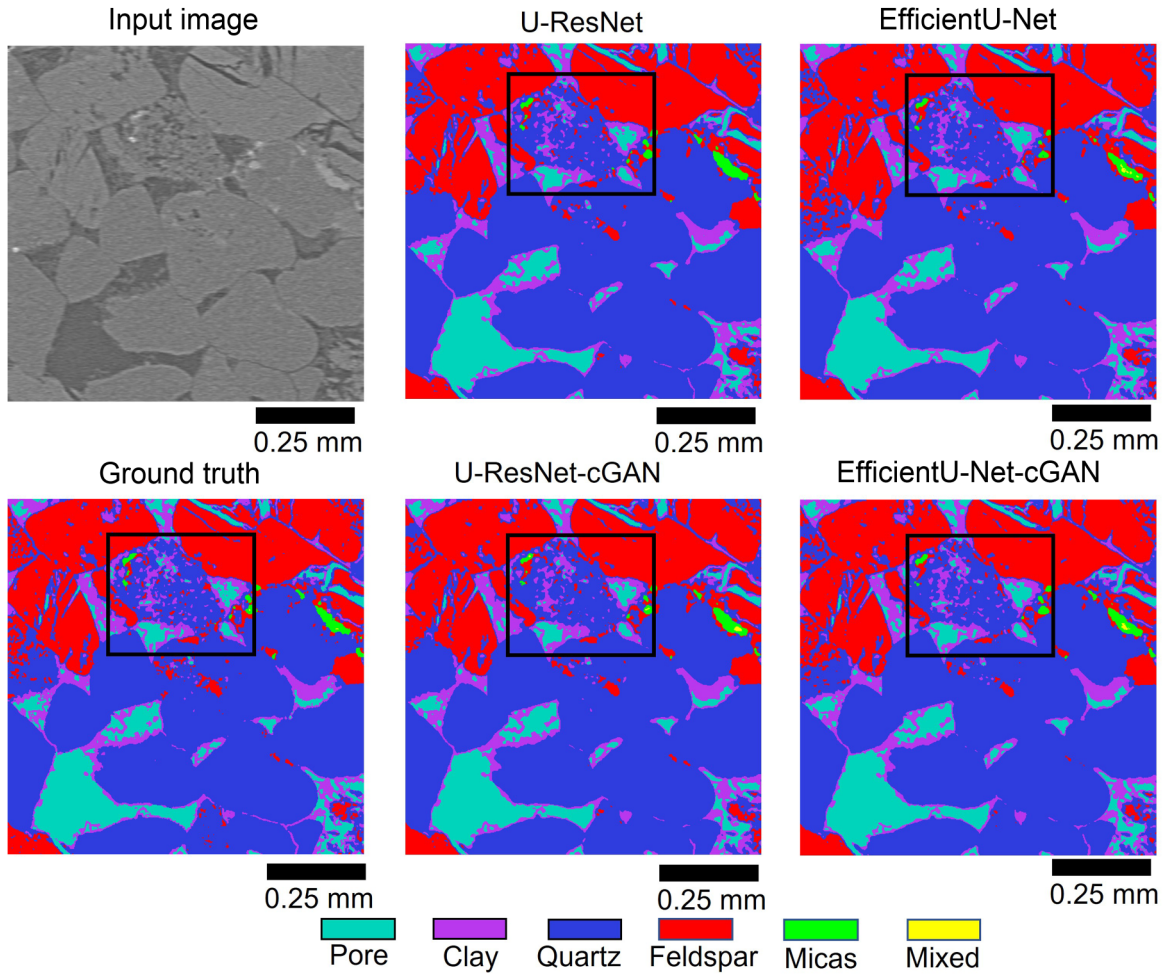 Input image
U-ResNet
EfficientU-Net
0.25 mm
0.25 mm
0.25 mm
Ground truth
U-ResNet-cGAN
EfficientU-Net-cGAN
0.25 mm
0.25 mm
0.25 mm
Pore
Clay
Quartz
Feldspar
Micas
Mixed